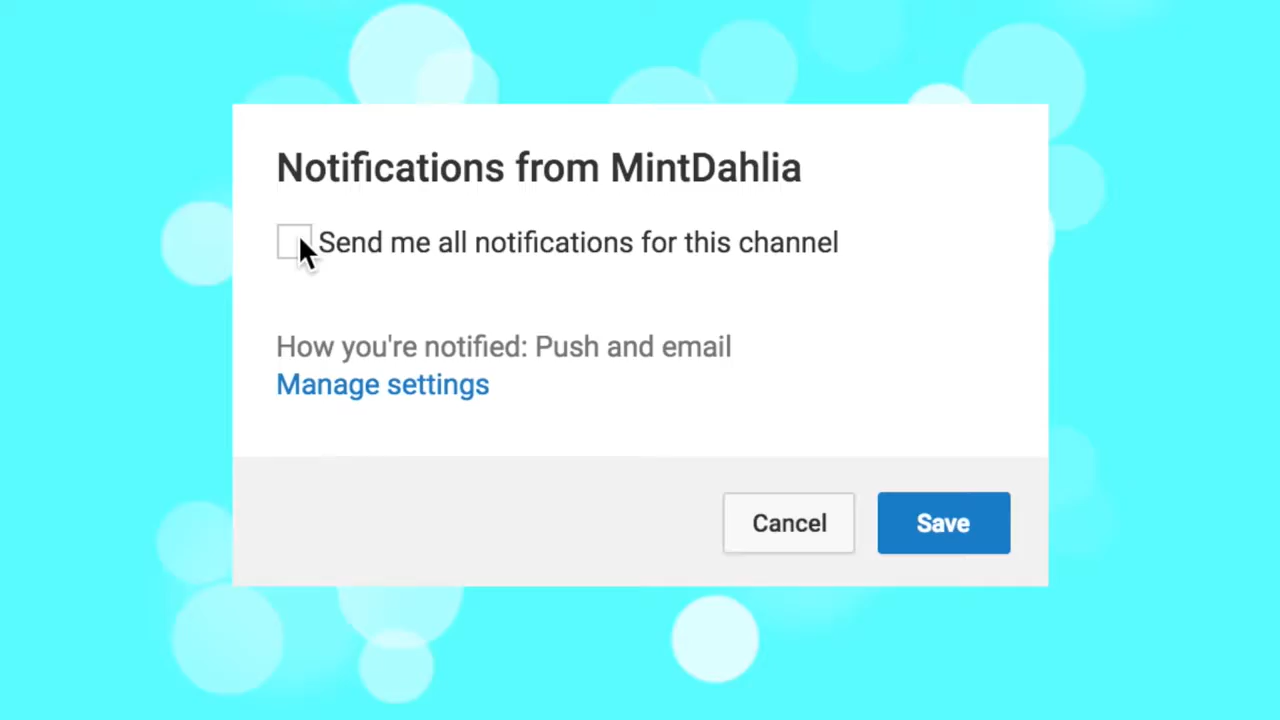 Notifications from MintDahlia
Send me all notifications for this channel
How you're notified: Push and email
Manage settings
Cancel
Save